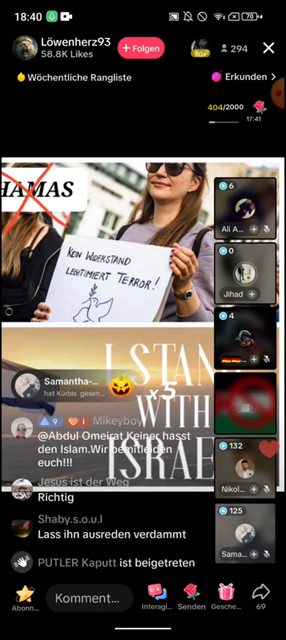 18:40
70
Löwenherz93
58.8K Likes
+ Folgen
294
Wöchentliche Rangliste
Erkunden >
404/2000
17:41
HAMAS
KEIN WIDERSTAND
LEGITIMIERT TERROR!
6
Ali A...
0
Jihad
4
I STAND
WITH
ISRAEL
Samantha-...
hat Kürbis gesen...
x5
9
1
Mikeyboy
@Abdul Omeirat Keiner hasst
den Islam.Wir bemitleiden
euch!!!
132
Nikol...
Jesus ist der Weg
Richtig
125
Sama...
Shaby.s.o.u.l
Lass ihn ausreden verdammt
PUTLER Kaputt ist beigetreten
Abonn...
Komment...
Interagi...
Senden
Gesche...
69